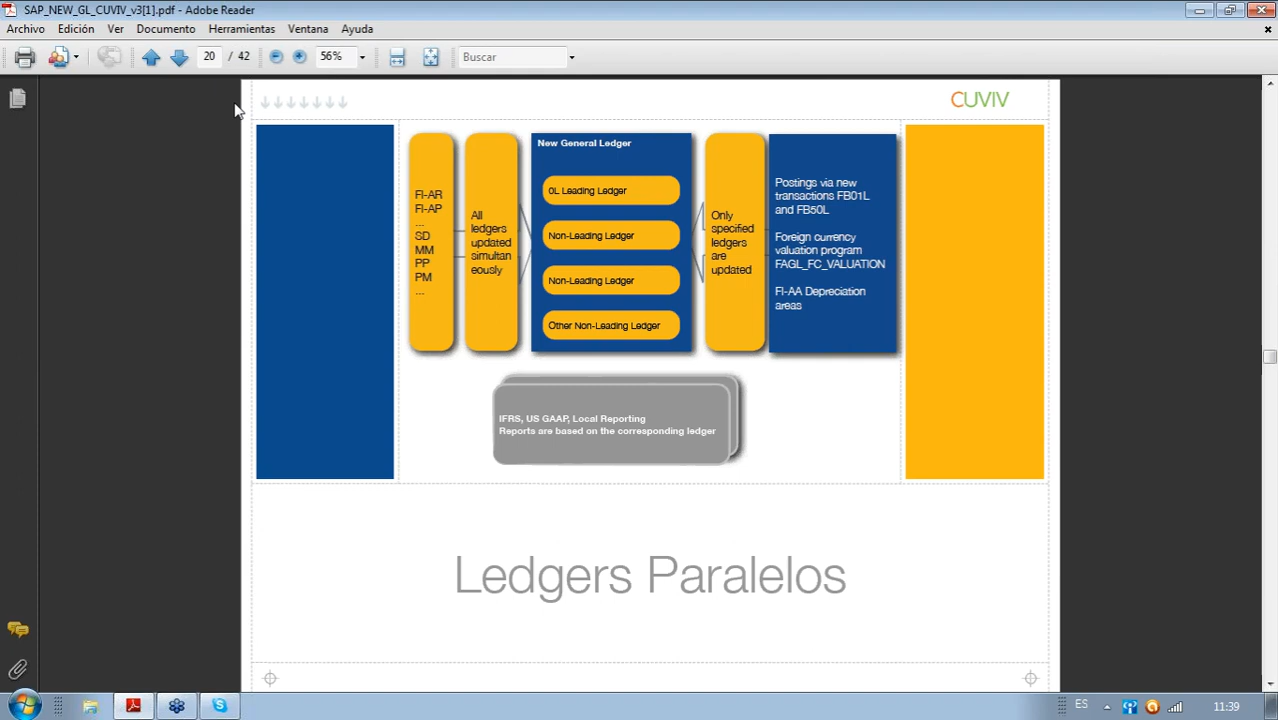 SAP_NEW_GL_CUVIV_v3[1].pdf - Adobe Reader
Archivo Edición Ver Documento Herramientas Ventana Ayuda
20 / 42 56% Buscar
CUVIV
FI-AR
FI-AP
...
SD
MM
PP
PM
...
All
ledgers
updated
simultan
eously
New General Ledger
0L Leading Ledger
Non-Leading Ledger
Non-Leading Ledger
Other Non-Leading Ledger
Only
specified
ledgers
are
updated
Postings via new
transactions FB01L
and FB50L
Foreign currency
valuation program
FAGL_FC_VALUATION
FI-AA Depreciation
areas
IFRS, US GAAP, Local Reporting
Reports are based on the corresponding ledger
Ledgers Paralelos
ES 11:39